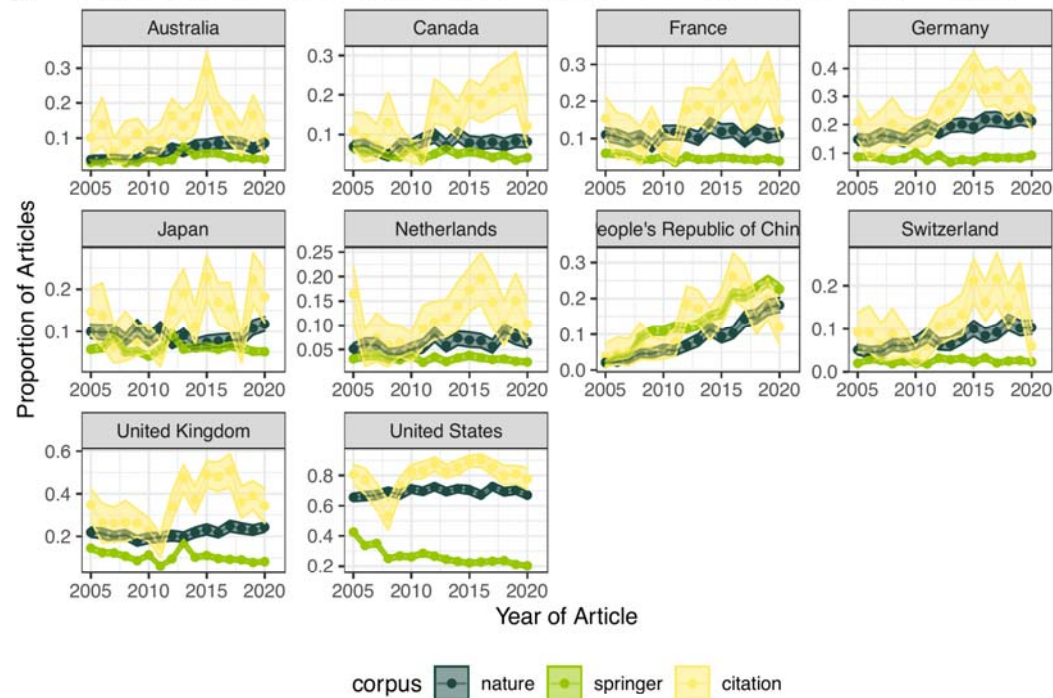 Australia
Canada
France
Germany
0.3
0.2
0.1
0.3
0.2
0.1
0.3
0.2
0.1
0.4
0.3
0.2
0.1
2005 2010 2015 2020
2005 2010 2015 2020
2005 2010 2015 2020
2005 2010 2015 2020
Japan
Netherlands
eople's Republic of Chin
Switzerland
0.2
0.1
0.25
0.20
0.15
0.10
0.05
0.3
0.2
0.1
0.0
0.2
0.1
0.0
2005 2010 2015 2020
2005 2010 2015 2020
2005 2010 2015 2020
2005 2010 2015 2020
Proportion of Articles
United Kingdom
United States
0.6
0.4
0.2
0.8
0.6
0.4
0.2
2005 2010 2015 2020
2005 2010 2015 2020
Year of Article
corpus nature springer citation